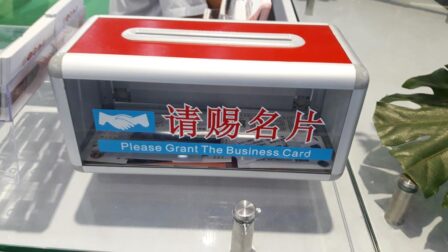 请赐名片
Please Grant The Business Card